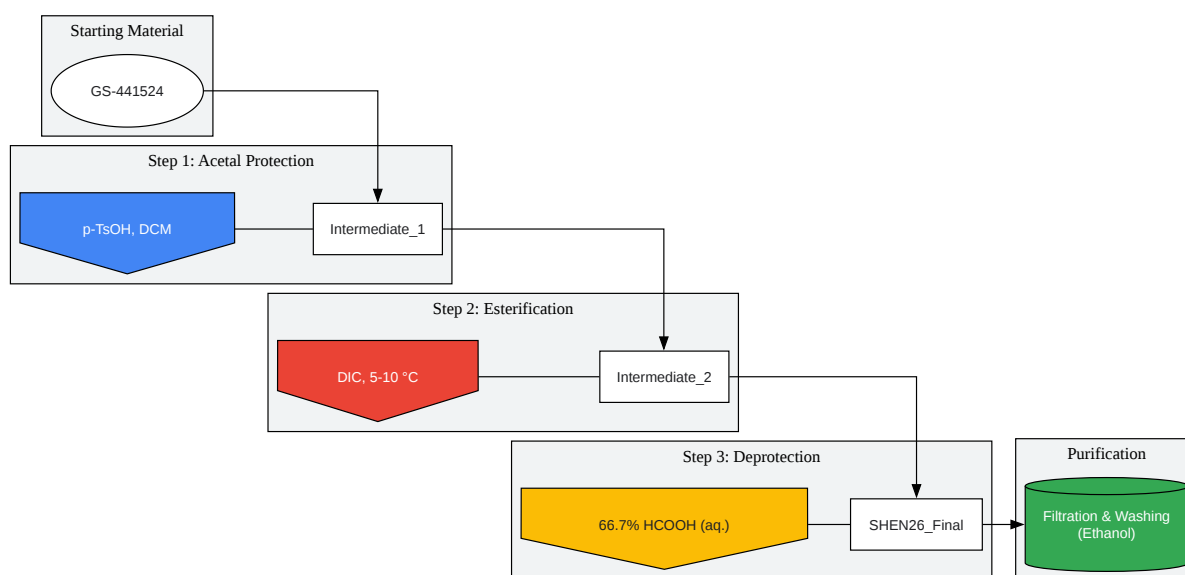 Starting Material
GS-441524
Step 1: Acetal Protection
p-TsOH, DCM
Intermediate_1
Step 2: Esterification
DIC, 5-10 °C
Intermediate_2
Step 3: Deprotection
66.7% HCOOH (aq.)
SHEN26_Final
Purification
Filtration & Washing
(Ethanol)